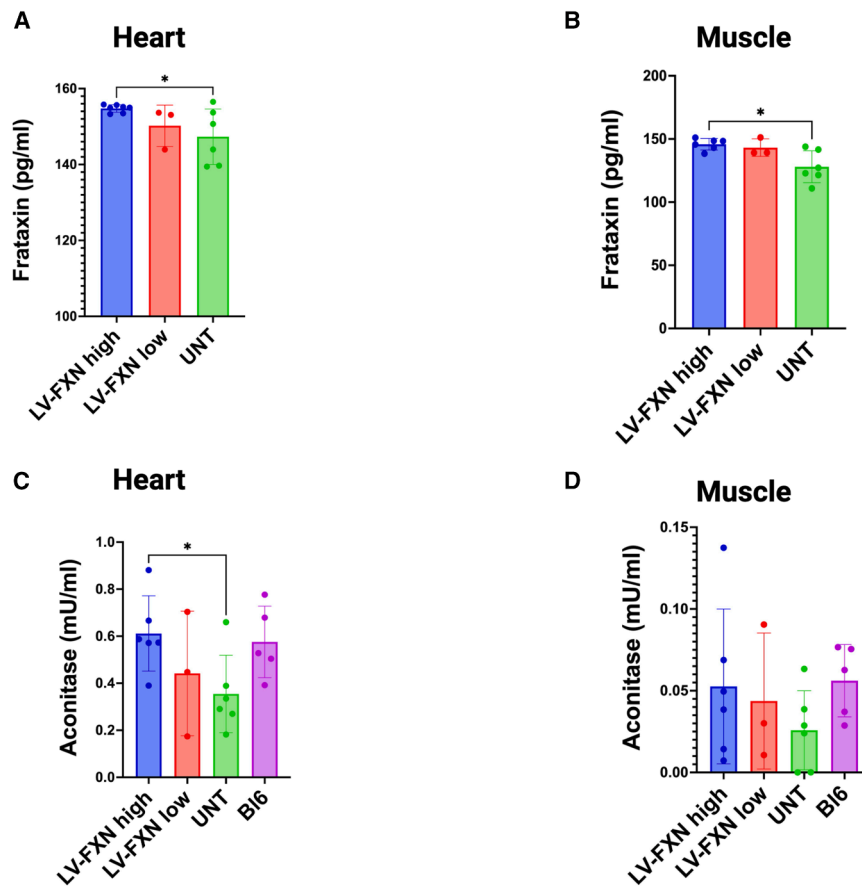 A
Heart
Frataxin (pg/ml)
160
140
120
100
*
LV-FXN high
LV-FXN low
UNT
B
Muscle
Frataxin (pg/ml)
200
150
100
50
0
*
LV-FXN high
LV-FXN low
UNT
C
Heart
Aconitase (mU/ml)
1.0
0.8
0.6
0.4
0.2
0.0
*
LV-FXN high
LV-FXN low
UNT
Bl6
D
Muscle
Aconitase (mU/ml)
0.15
0.10
0.05
0.00
LV-FXN high
LV-FXN low
UNT
Bl6